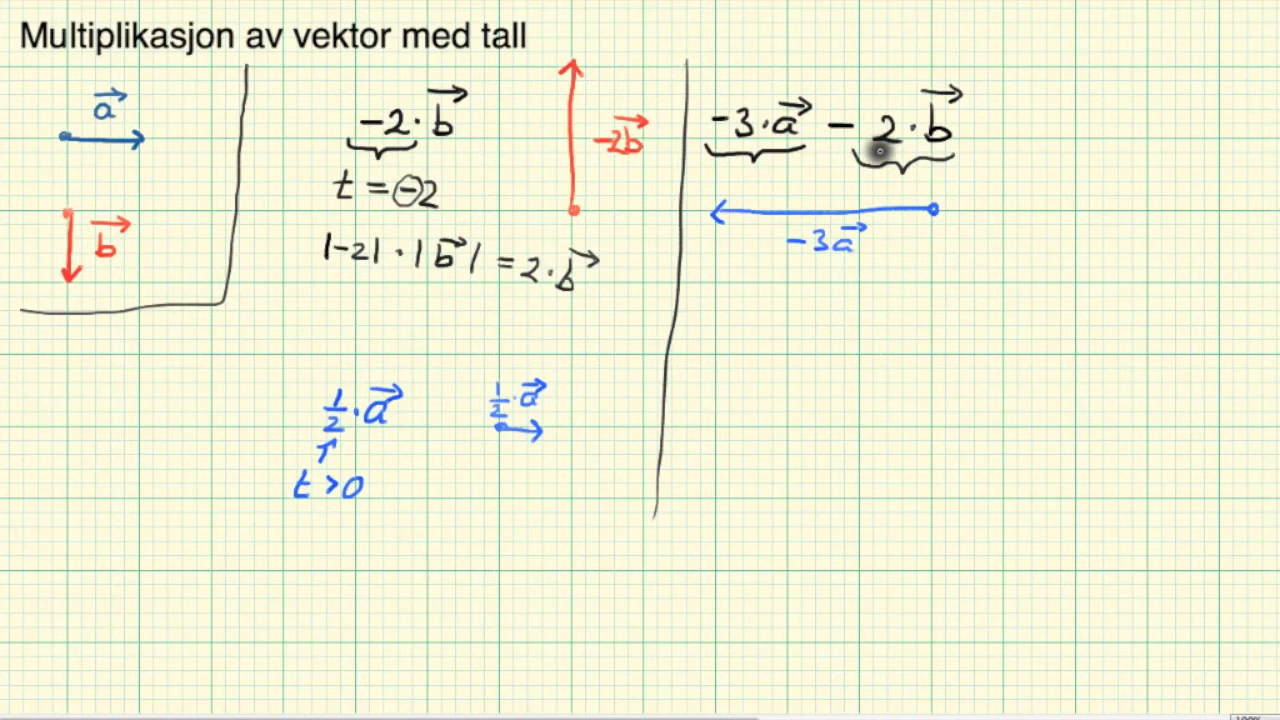 Multiplikasjon av vektor med tall
a⃗
b⃗
-2·b⃗
t = -2
|-2|·|b⃗| = 2·b⃗
-2b⃗
1/2·a⃗
↑
t > 0
1/2·a⃗
-3·a⃗ - 2·b⃗
-3a⃗